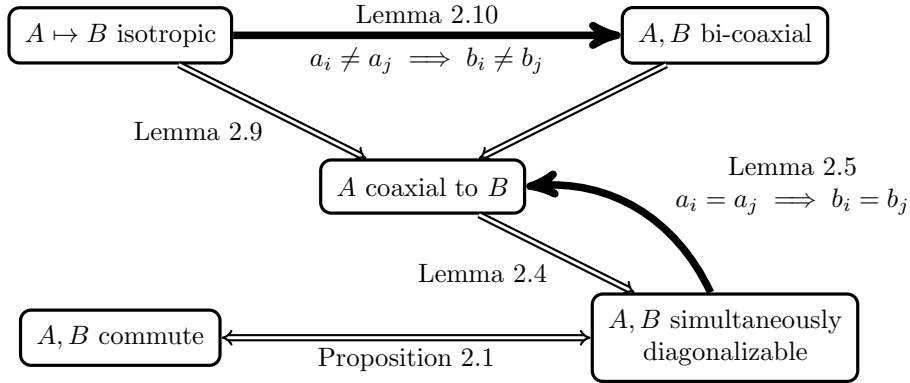 Lemma 2.10
A ↦ B isotropic
A, B bi-coaxial
a_i ≠ a_j ⟹ b_i ≠ b_j
Lemma 2.9
Lemma 2.5
A coaxial to B
a_i = a_j ⟹ b_i = b_j
Lemma 2.4
A, B commute
A, B simultaneously
diagonalizable
Proposition 2.1